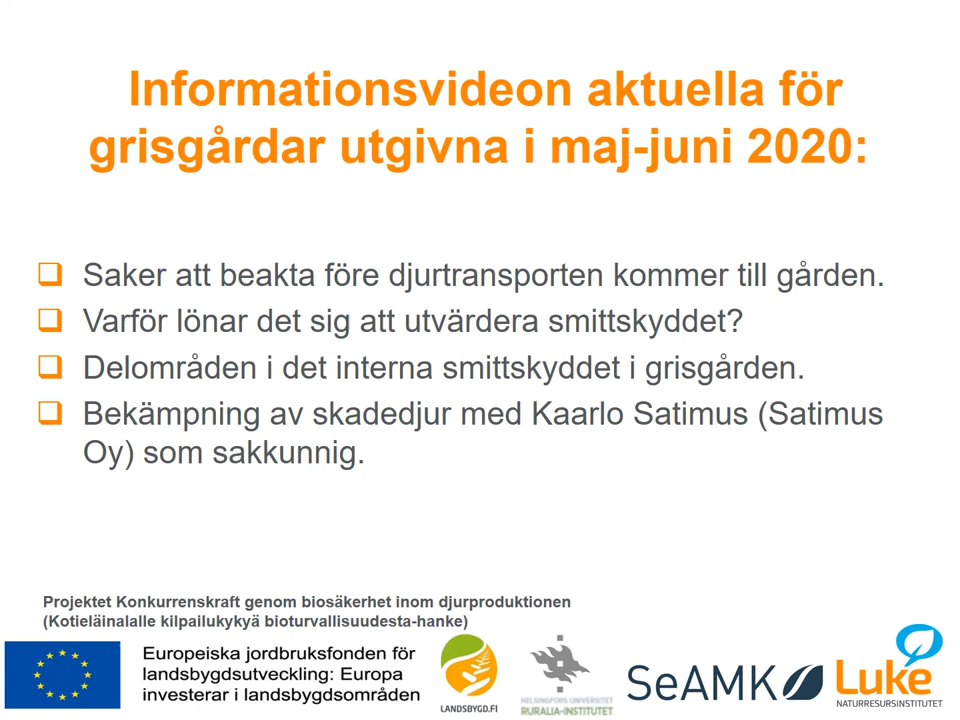 Informationsvideon aktuella för
grisgårdar utgivna i maj-juni 2020:
Saker att beakta före djurtransporten kommer till gården.
Varför lönar det sig att utvärdera smittskyddet?
Delområden i det interna smittskyddet i grisgården.
Bekämpning av skadedjur med Kaarlo Satimus (Satimus
Oy) som sakkunnig.
Projektet Konkurrenskraft genom biosäkerhet inom djurproduktionen
(Kotieläinalalle kilpailukykyä bioturvallisuudesta-hanke)
Europeiska jordbruksfonden för
landsbygdsutveckling: Europa
investerar i landsbygdsområden
LANDSBYGD.FI
HELSINGFORS UNIVERSITET
RURALIA-INSTITUTET
SeAMK
Luke
NATURRESURSINSTITUTET